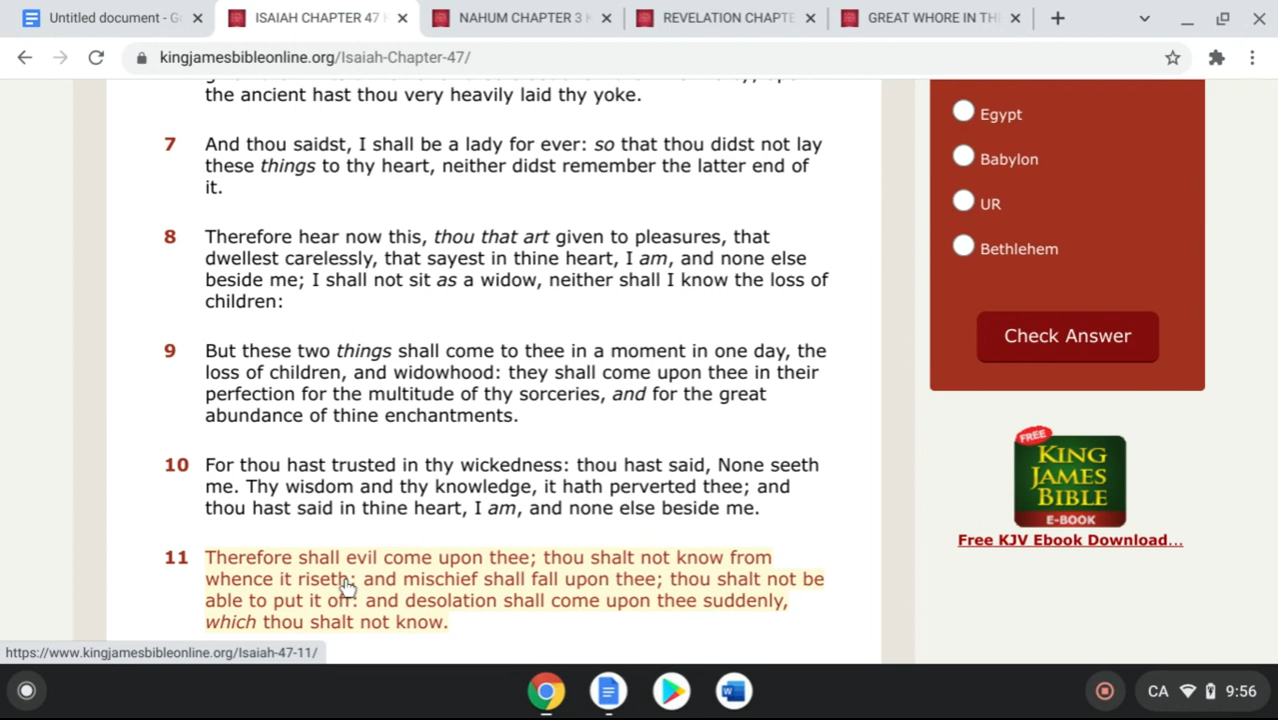 Untitled document - G
ISAIAH CHAPTER 47 K
NAHUM CHAPTER 3 K
REVELATION CHAPTE
GREAT WHORE IN TH
kingjamesbibleonline.org/Isaiah-Chapter-47/
the ancient hast thou very heavily laid thy yoke.
7 And thou saidst, I shall be a lady for ever: so that thou didst not lay
these things to thy heart, neither didst remember the latter end of
it.
8 Therefore hear now this, thou that art given to pleasures, that
dwellest carelessly, that sayest in thine heart, I am, and none else
beside me; I shall not sit as a widow, neither shall I know the loss of
children:
9 But these two things shall come to thee in a moment in one day, the
loss of children, and widowhood: they shall come upon thee in their
perfection for the multitude of thy sorceries, and for the great
abundance of thine enchantments.
10 For thou hast trusted in thy wickedness: thou hast said, None seeth
me. Thy wisdom and thy knowledge, it hath perverted thee; and
thou hast said in thine heart, I am, and none else beside me.
11 Therefore shall evil come upon thee; thou shalt not know from
whence it riseth: and mischief shall fall upon thee; thou shalt not be
able to put it off: and desolation shall come upon thee suddenly,
which thou shalt not know.
Egypt
Babylon
UR
Bethlehem
Check Answer
FREE
KING
JAMES
BIBLE
E-BOOK
Free KJV Ebook Download...
https://www.kingjamesbibleonline.org/Isaiah-47-11/
W
CA 9:56